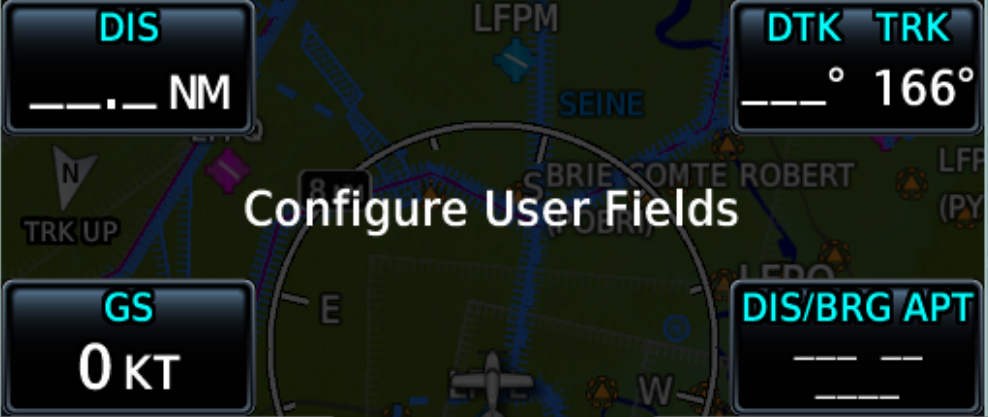 DIS
__._ NM
LFPM
DTK TRK
___° 166°
SEINE
N
TRK UP
BRIE COMTE ROBERT
S
Configure User Fields
GS
0 KT
E
W
DIS/BRG APT
___ __
____